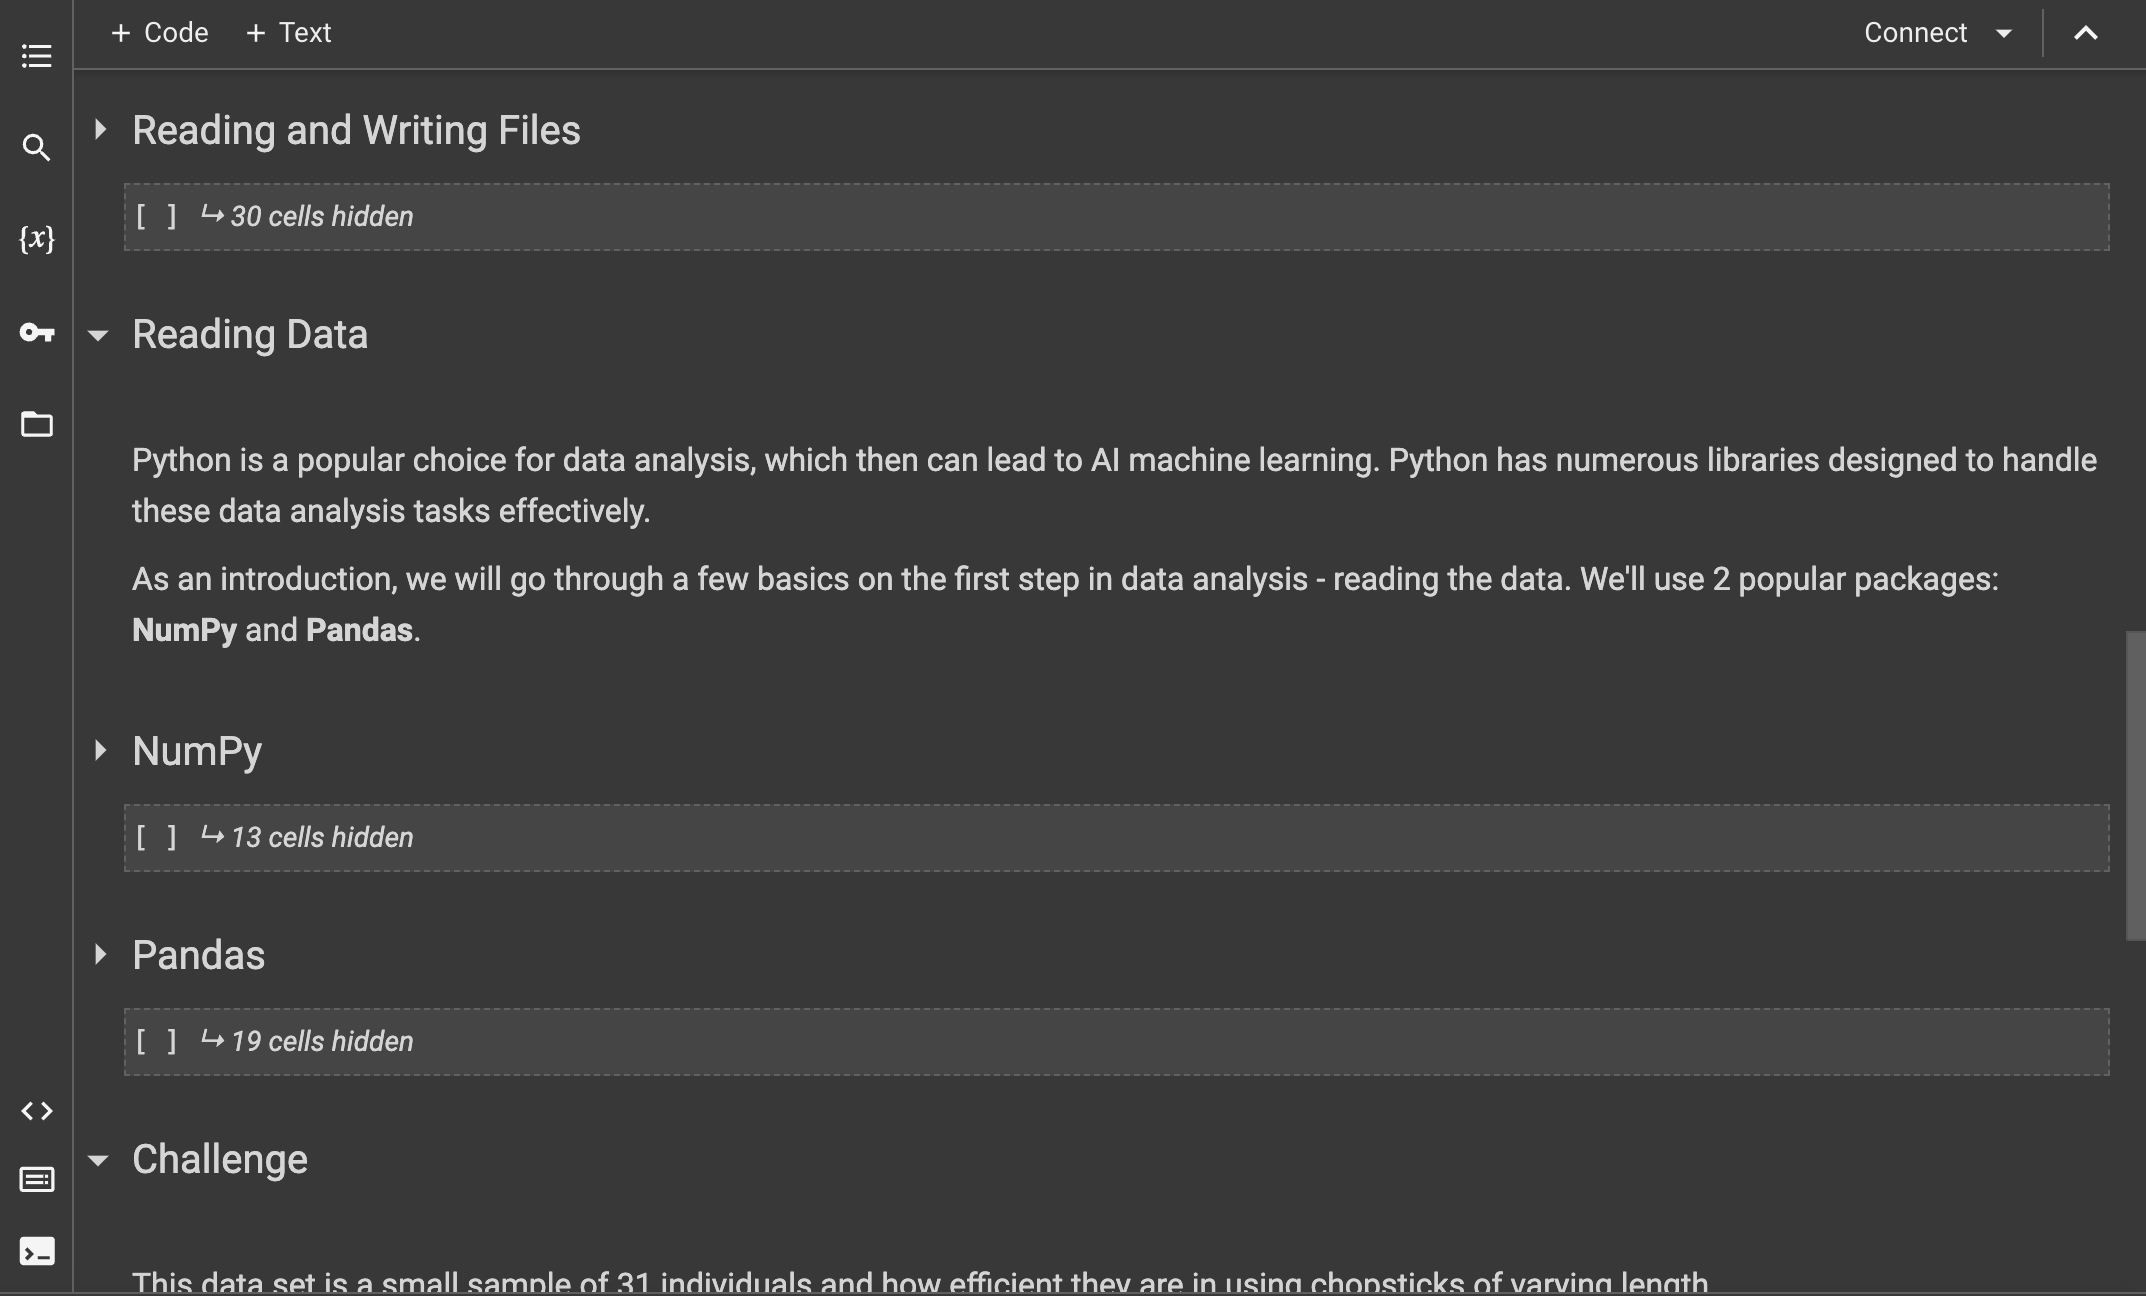 + Code + Text Connect
Reading and Writing Files
[ ] ↳ 30 cells hidden
{x}
Reading Data
Python is a popular choice for data analysis, which then can lead to AI machine learning. Python has numerous libraries designed to handle
these data analysis tasks effectively.
As an introduction, we will go through a few basics on the first step in data analysis - reading the data. We'll use 2 popular packages:
NumPy and Pandas.
NumPy
[ ] ↳ 13 cells hidden
Pandas
[ ] ↳ 19 cells hidden
Challenge
This data set is a small sample of 31 individuals and how efficient they are in using chopsticks of varying length